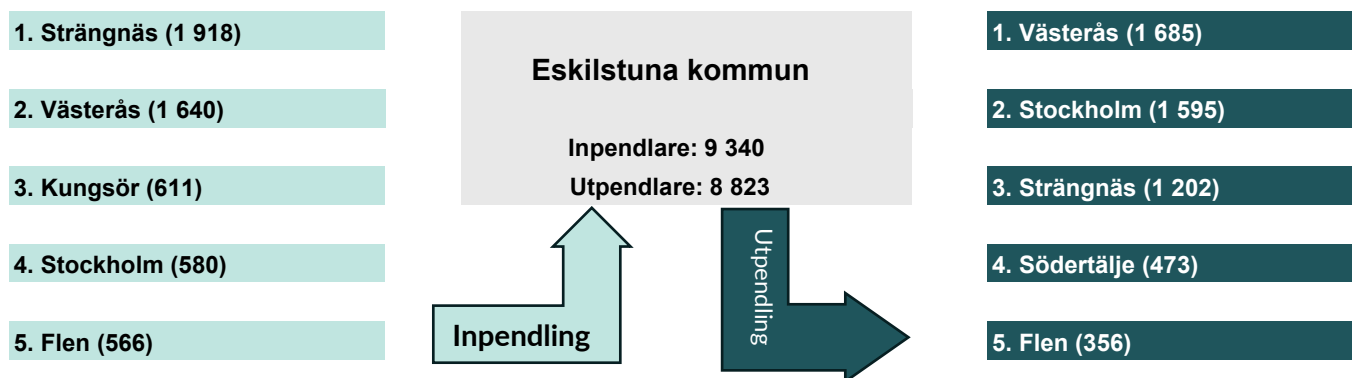 1. Strängnäs (1 918)
2. Västerås (1 640)
3. Kungsör (611)
4. Stockholm (580)
5. Flen (566)
Eskilstuna kommun
Inpendlare: 9 340
Utpendlare: 8 823
Inpendling
Utpendling
1. Västerås (1 685)
2. Stockholm (1 595)
3. Strängnäs (1 202)
4. Södertälje (473)
5. Flen (356)